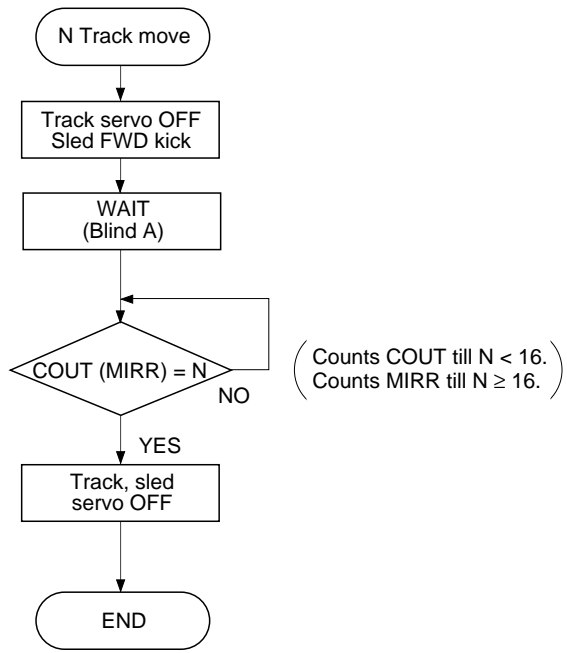 N Track move
Track servo OFF
Sled FWD kick
WAIT
(Blind A)
COUT (MIRR) = N
NO
Counts COUT till N < 16.
Counts MIRR till N ≥ 16.
YES
Track, sled
servo OFF
END